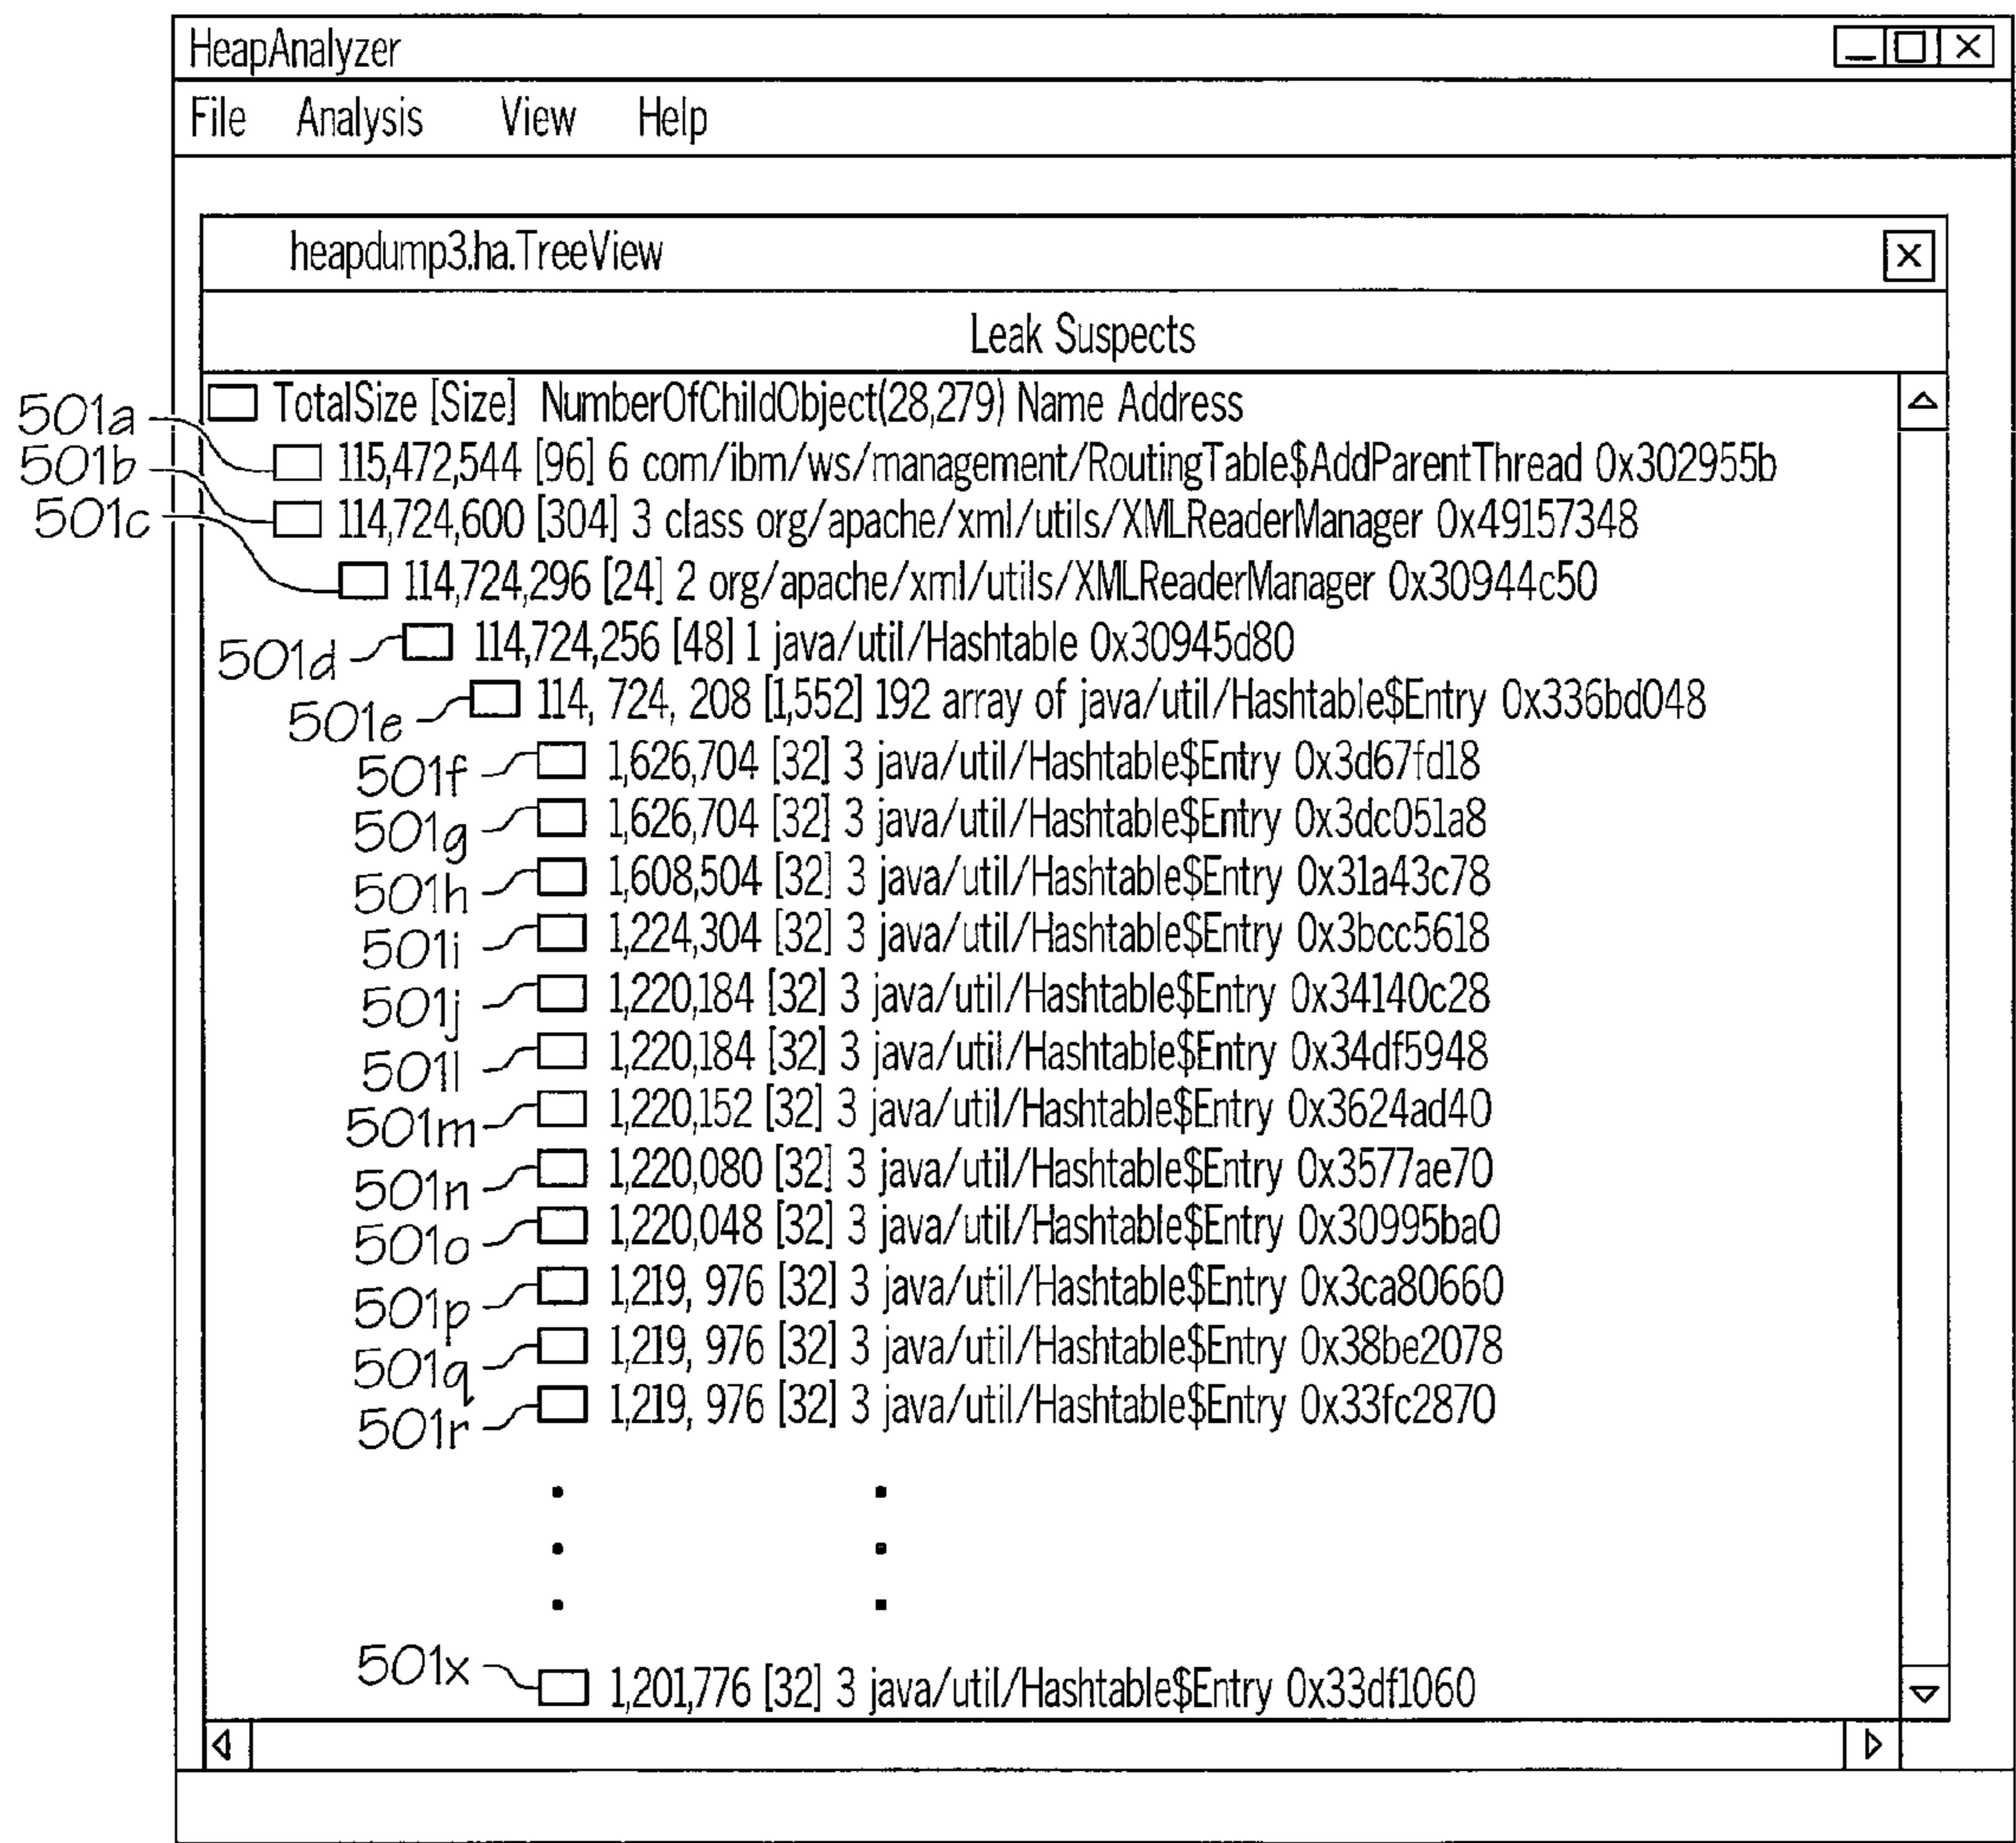 HeapAnalyzer
File Analysis View Help
heapdump3.ha.TreeView
Leak Suspects
TotalSize [Size] NumberOfChildObject(28,279) Name Address
501a 115,472,544 [96] 6 com/ibm/ws/management/RoutingTable$AddParentThread 0x302955b
501b 114,724,600 [304] 3 class org/apache/xml/utils/XMLReaderManager 0x49157348
501c 114,724,296 [24] 2 org/apache/xml/utils/XMLReaderManager 0x30944c50
501d 114,724,256 [48] 1 java/util/Hashtable 0x30945d80
501e 114, 724, 208 [1,552] 192 array of java/util/Hashtable$Entry 0x336bd048
501f 1,626,704 [32] 3 java/util/Hashtable$Entry 0x3d67fd18
501g 1,626,704 [32] 3 java/util/Hashtable$Entry 0x3dc051a8
501h 1,608,504 [32] 3 java/util/Hashtable$Entry 0x31a43c78
501i 1,224,304 [32] 3 java/util/Hashtable$Entry 0x3bcc5618
501j 1,220,184 [32] 3 java/util/Hashtable$Entry 0x34140c28
501l 1,220,184 [32] 3 java/util/Hashtable$Entry 0x34df5948
501m 1,220,152 [32] 3 java/util/Hashtable$Entry 0x3624ad40
501n 1,220,080 [32] 3 java/util/Hashtable$Entry 0x3577ae70
501o 1,220,048 [32] 3 java/util/Hashtable$Entry 0x30995ba0
501p 1,219, 976 [32] 3 java/util/Hashtable$Entry 0x3ca80660
501q 1,219, 976 [32] 3 java/util/Hashtable$Entry 0x38be2078
501r 1,219, 976 [32] 3 java/util/Hashtable$Entry 0x33fc2870
501x 1,201,776 [32] 3 java/util/Hashtable$Entry 0x33df1060